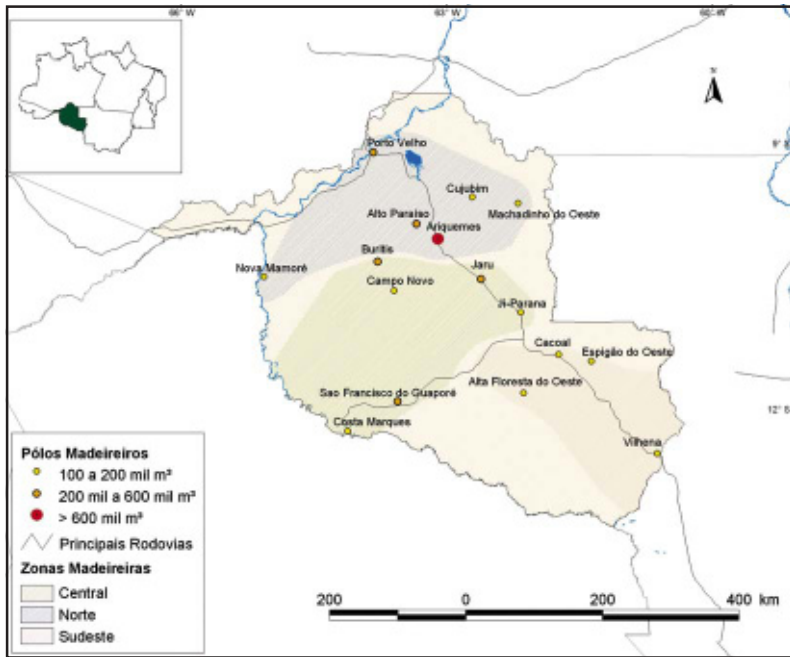 66° W
63° W
60° W
N
9° S
Porto Velho
Cujubim
Machadinho do Oeste
Alto Paraíso
Ariquemes
Buritis
Jaru
Nova Mamoré
Campo Novo
Ji-Parana
Cacoal
Espigão do Oeste
Alta Floresta do Oeste
Sao Francisco do Guaporé
Costa Marques
12° S
Vilhena
Pólos Madeireiros
100 a 200 mil m³
200 mil a 600 mil m³
> 600 mil m³
Principais Rodovias
Zonas Madeireiras
Central
Norte
Sudeste
200 0 200 400 km